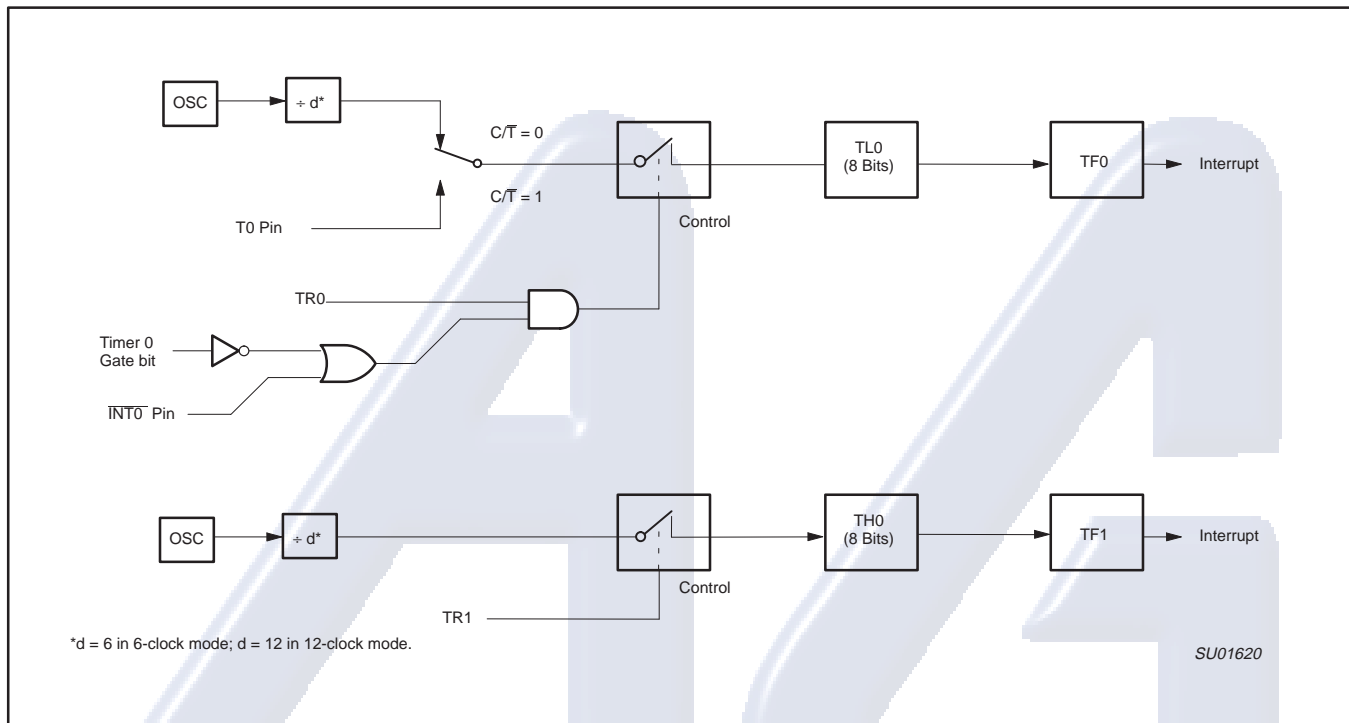 OSC
÷ d*
C/T̅ = 0
C/T̅ = 1
T0 Pin
Control
TL0
(8 Bits)
TF0
Interrupt
TR0
Timer 0
Gate bit
I̅N̅T̅0̅ Pin
OSC
÷ d*
Control
TH0
(8 Bits)
TF1
Interrupt
TR1
*d = 6 in 6-clock mode; d = 12 in 12-clock mode.
SU01620